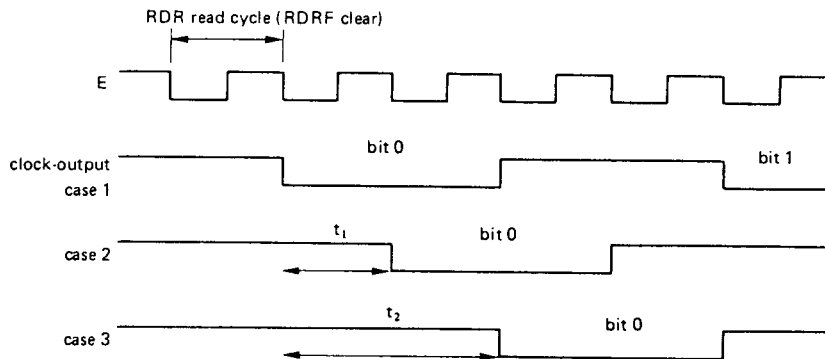 RDR read cycle (RDRF clear)
E
bit 0
bit 1
clock-output
case 1
t₁
bit 0
case 2
t₂
bit 0
case 3